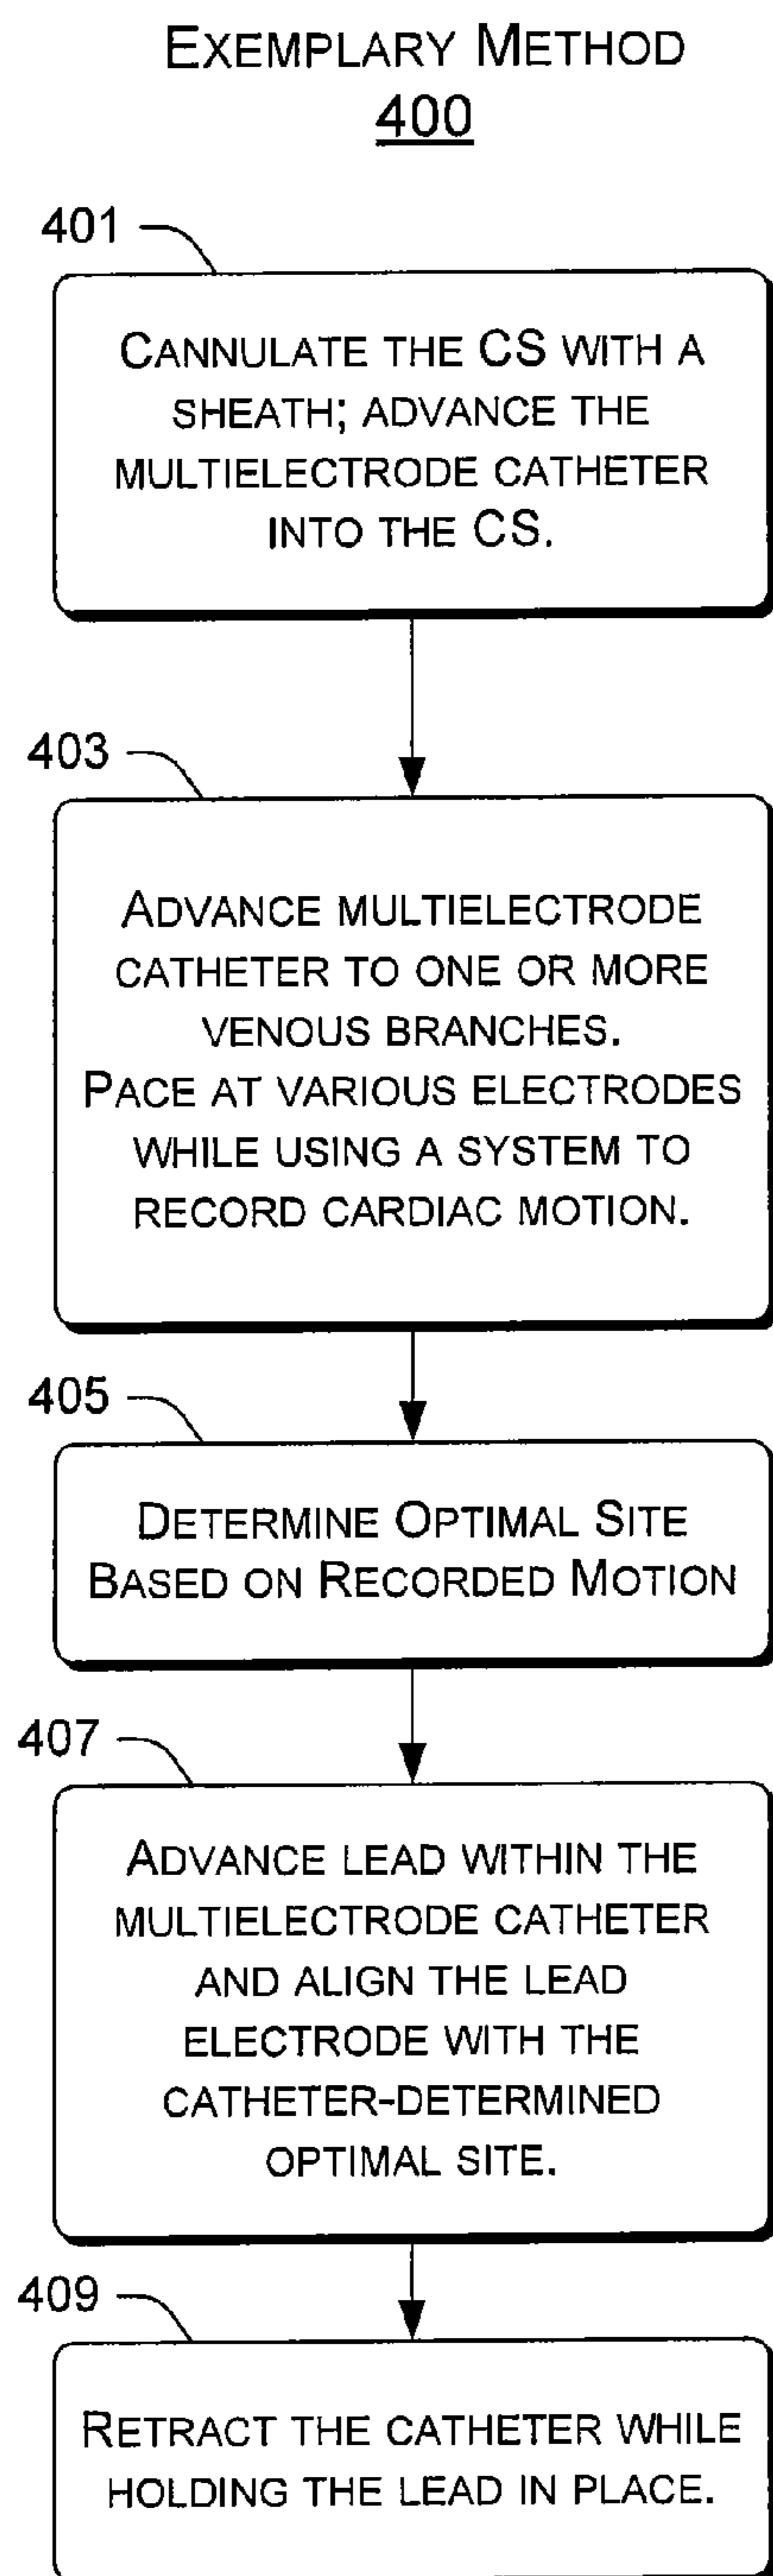 EXEMPLARY METHOD
400
401
CANNULATE THE CS WITH A
SHEATH; ADVANCE THE
MULTIELECTRODE CATHETER
INTO THE CS.
403
ADVANCE MULTIELECTRODE
CATHETER TO ONE OR MORE
VENOUS BRANCHES.
PACE AT VARIOUS ELECTRODES
WHILE USING A SYSTEM TO
RECORD CARDIAC MOTION.
405
DETERMINE OPTIMAL SITE
BASED ON RECORDED MOTION
407
ADVANCE LEAD WITHIN THE
MULTIELECTRODE CATHETER
AND ALIGN THE LEAD
ELECTRODE WITH THE
CATHETER-DETERMINED
OPTIMAL SITE.
409
RETRACT THE CATHETER WHILE
HOLDING THE LEAD IN PLACE.